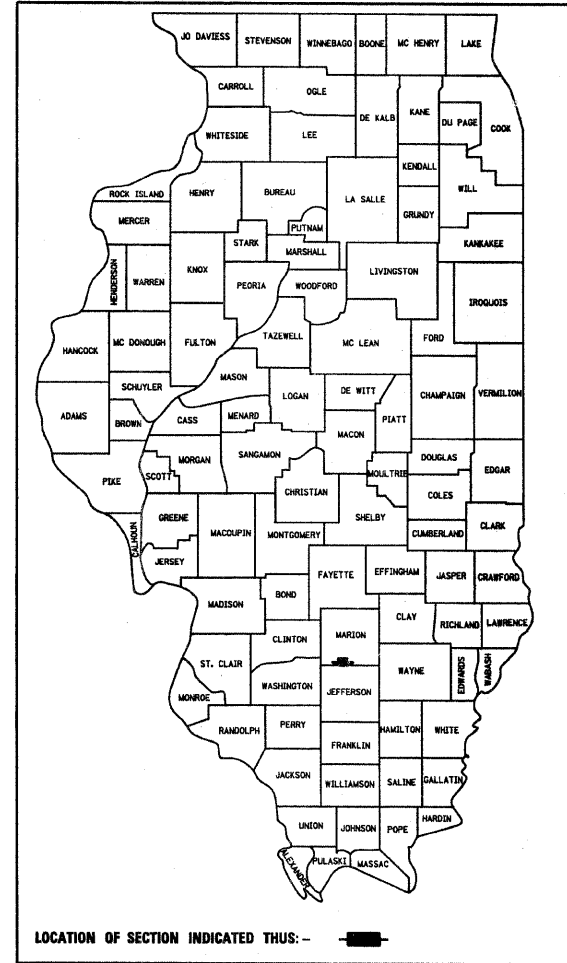 JO DAVIESS
STEVENSON
WINNEBAGO
BOONE
MC HENRY
LAKE
CARROLL
OGLE
DE KALB
KANE
DU PAGE
COOK
WHITESIDE
LEE
KENDALL
WILL
ROCK ISLAND
HENRY
BUREAU
LA SALLE
GRUNDY
MERCER
PUTNAM
STARK
MARSHALL
KANKAKEE
HENDERSON
WARREN
KNOX
PEORIA
WOODFORD
LIVINGSTON
IROQUOIS
HANCOCK
MC DONOUGH
FULTON
TAZEWELL
MC LEAN
FORD
SCHUYLER
MASON
LOGAN
DE WITT
PIATT
CHAMPAIGN
VERMILION
ADAMS
BROWN
CASS
MENARD
MACON
PIKE
SCOTT
MORGAN
SANGAMON
MOULTRIE
DOUGLAS
EDGAR
COLES
CHRISTIAN
CALHOUN
GREENE
MACOUPIN
MONTGOMERY
SHELBY
CUMBERLAND
CLARK
JERSEY
FAYETTE
EFFINGHAM
JASPER
CRAWFORD
MADISON
BOND
CLAY
RICHLAND
LAWRENCE
CLINTON
MARION
ST. CLAIR
WAYNE
EDWARDS
WABASH
WASHINGTON
JEFFERSON
MONROE
RANDOLPH
PERRY
HAMILTON
WHITE
FRANKLIN
JACKSON
WILLIAMSON
SALINE
GALLATIN
UNION
JOHNSON
POPE
HARDIN
ALEXANDER
PULASKI
MASSAC
LOCATION OF SECTION INDICATED THUS: -